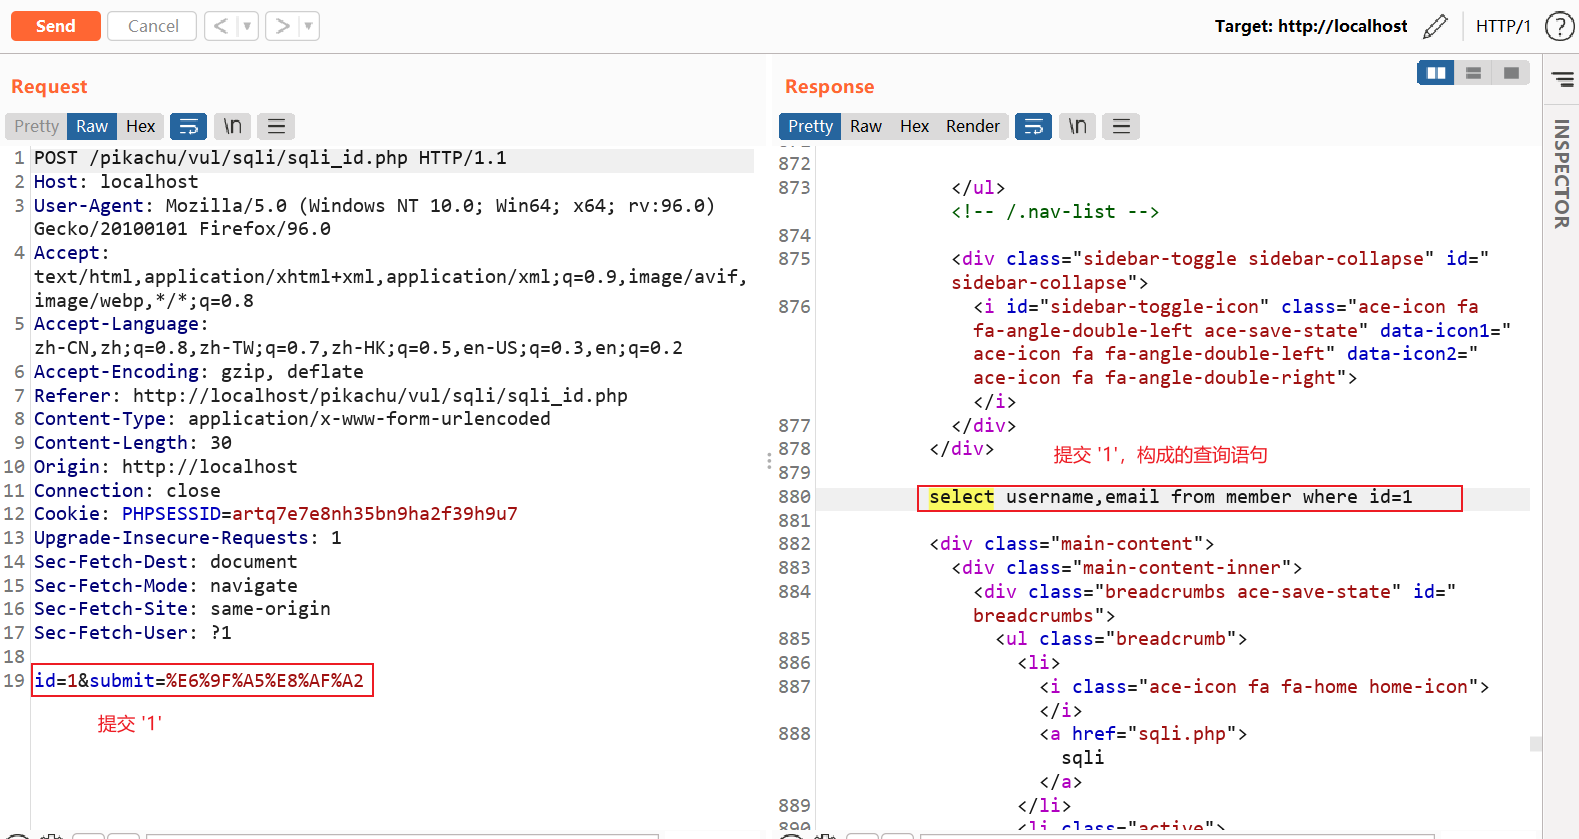 Send Cancel < ▼ > ▼ Target: http://localhost HTTP/1 ?
Request
Pretty Raw Hex \n
1 POST /pikachu/vul/sqli/sqli_id.php HTTP/1.1
2 Host: localhost
3 User-Agent: Mozilla/5.0 (Windows NT 10.0; Win64; x64; rv:96.0)
Gecko/20100101 Firefox/96.0
4 Accept:
text/html,application/xhtml+xml,application/xml;q=0.9,image/avif,
image/webp,*/*;q=0.8
5 Accept-Language:
zh-CN,zh;q=0.8,zh-TW;q=0.7,zh-HK;q=0.5,en-US;q=0.3,en;q=0.2
6 Accept-Encoding: gzip, deflate
7 Referer: http://localhost/pikachu/vul/sqli/sqli_id.php
8 Content-Type: application/x-www-form-urlencoded
9 Content-Length: 30
10 Origin: http://localhost
11 Connection: close
12 Cookie: PHPSESSID=artq7e7e8nh35bn9ha2f39h9u7
13 Upgrade-Insecure-Requests: 1
14 Sec-Fetch-Dest: document
15 Sec-Fetch-Mode: navigate
16 Sec-Fetch-Site: same-origin
17 Sec-Fetch-User: ?1
18
19 id=1&submit=%E6%9F%A5%E8%AF%A2
提交 '1'
Response
Pretty Raw Hex Render \n
872
873 </ul>
<!-- /.nav-list -->
874
875 <div class="sidebar-toggle sidebar-collapse" id="
sidebar-collapse">
876 <i id="sidebar-toggle-icon" class="ace-icon fa
fa-angle-double-left ace-save-state" data-icon1="
ace-icon fa fa-angle-double-left" data-icon2="
ace-icon fa fa-angle-double-right">
</i>
877 </div>
878 </div>
提交 '1'，构成的查询语句
879
880 select username,email from member where id=1
881
882 <div class="main-content">
883 <div class="main-content-inner">
884 <div class="breadcrumbs ace-save-state" id="
breadcrumbs">
885 <ul class="breadcrumb">
886 <li>
887 <i class="ace-icon fa fa-home home-icon">
</i>
888 <a href="sqli.php">
sqli
</a>
889 </li>
890 <li class="active">
INSPECTOR